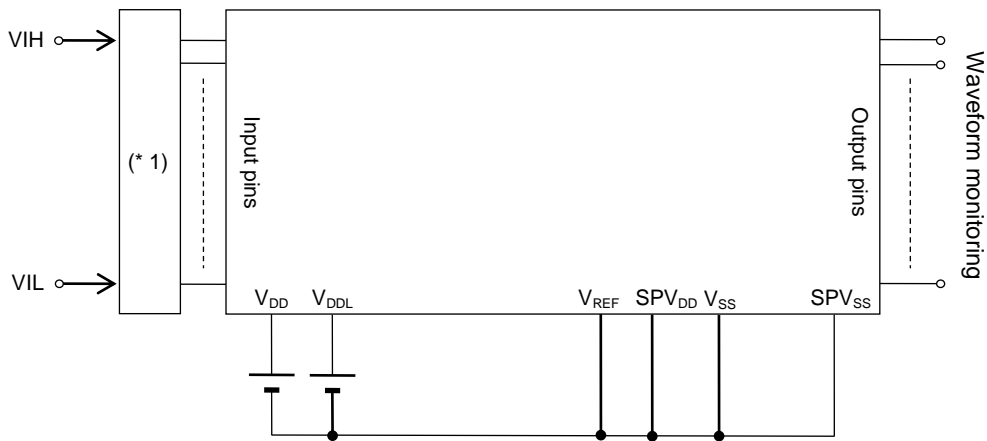 VIH
(* 1)
VIL
Input pins
Output pins
Waveform monitoring
VDD
VDDL
VREF
SPVDD
VSS
SPVSS